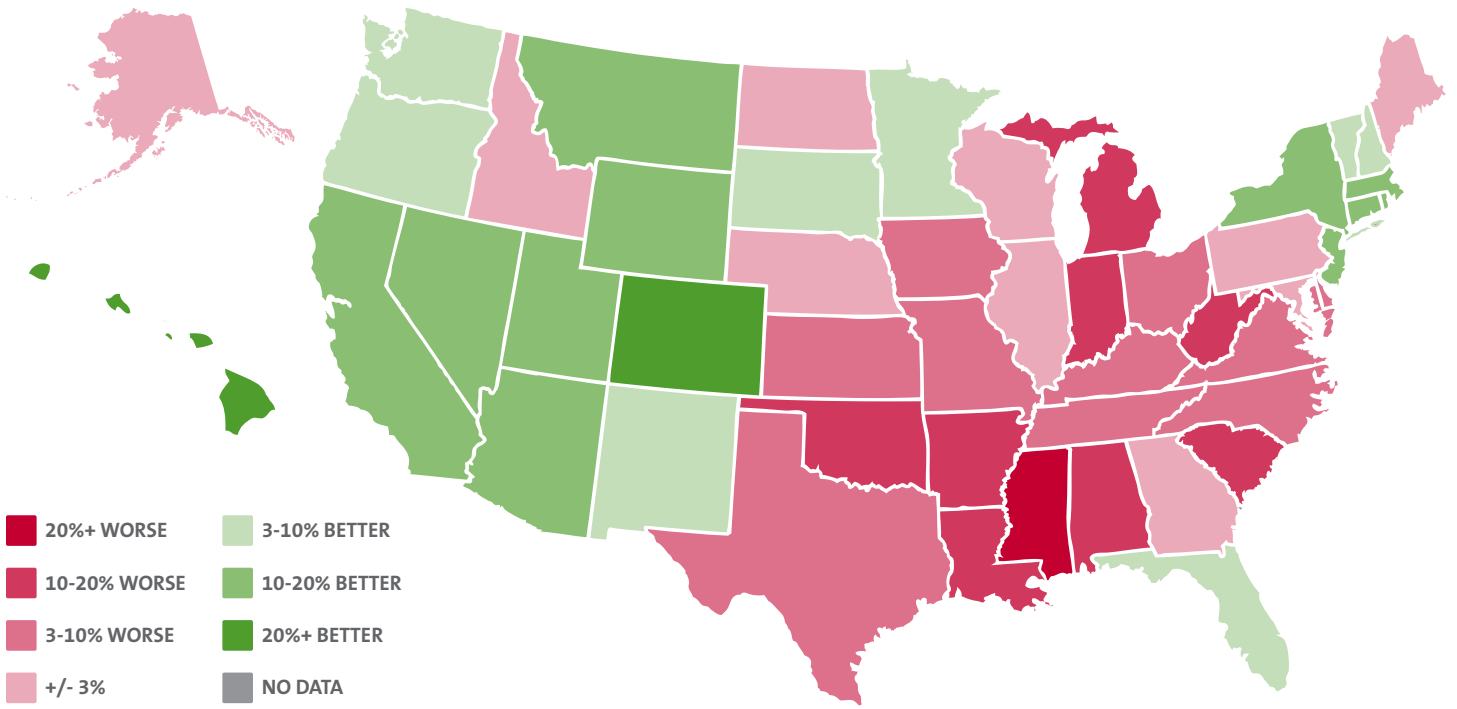 20%+ WORSE
10-20% WORSE
3-10% WORSE
+/- 3%
3-10% BETTER
10-20% BETTER
20%+ BETTER
NO DATA